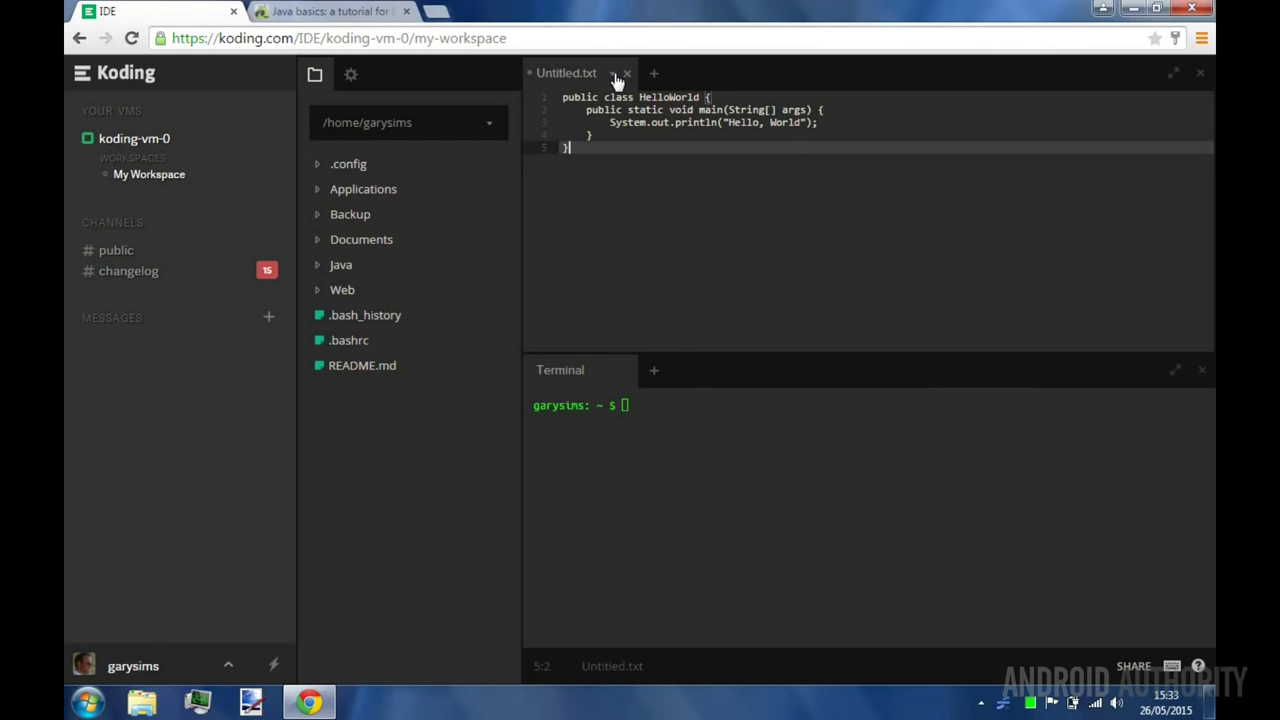 IDE
Java basics: a tutorial for
https://koding.com/IDE/koding-vm-0/my-workspace
Koding
YOUR VMS
koding-vm-0
WORKSPACES
My Workspace
CHANNELS
# public
# changelog
15
MESSAGES
garysims
/home/garysims
.config
Applications
Backup
Documents
Java
Web
.bash_history
.bashrc
README.md
Untitled.txt
1 public class HelloWorld {
2 public static void main(String[] args) {
3 System.out.println("Hello, World");
4 }
5 }
Terminal
garysims: ~ $
5:2 Untitled.txt
SHARE
ANDROID AUTHORITY
15:33
26/05/2015